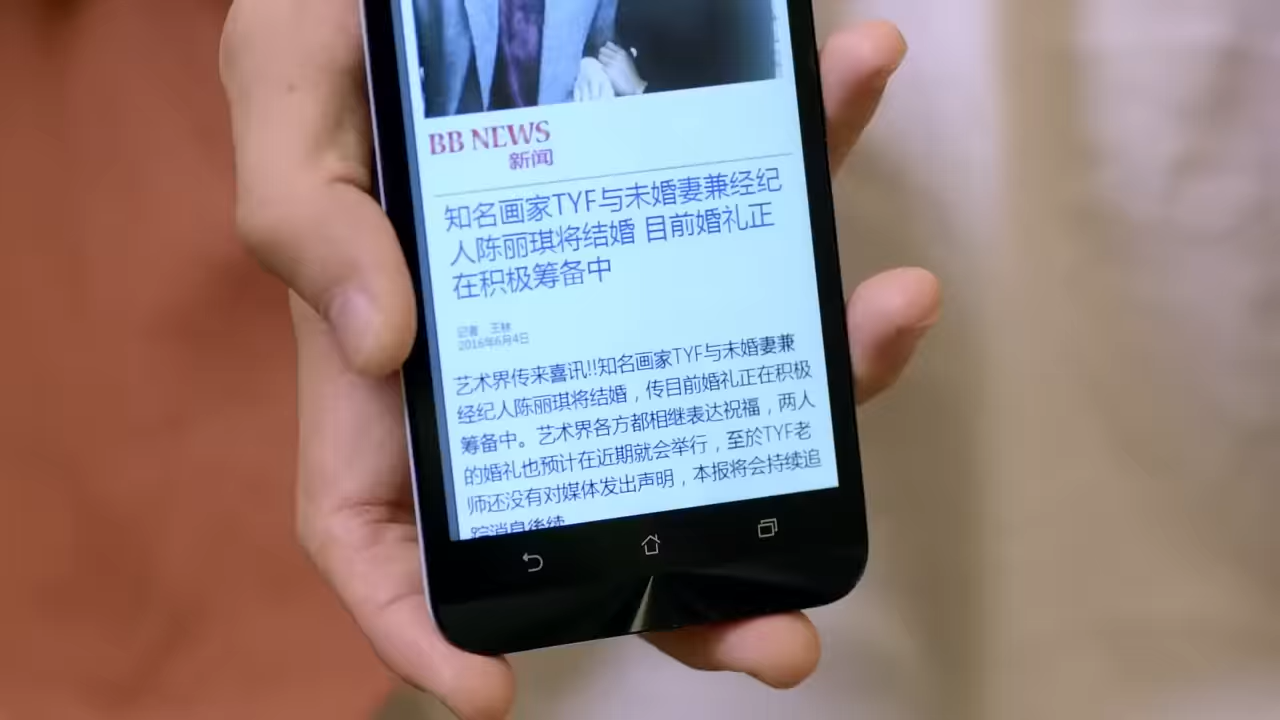 BB NEWS
新闻
知名画家TYF与未婚妻兼经纪
人陈丽琪将结婚 目前婚礼正
在积极筹备中
记者 王林
2016年6月4日
艺术界传来喜讯!!知名画家TYF与未婚妻兼
经纪人陈丽琪将结婚，传目前婚礼正在积极
筹备中。艺术界各方都相继表达祝福，两人
的婚礼也预计在近期就会举行，至於TYF老
师还没有对媒体发出声明，本报将会持续追
踪消息後续